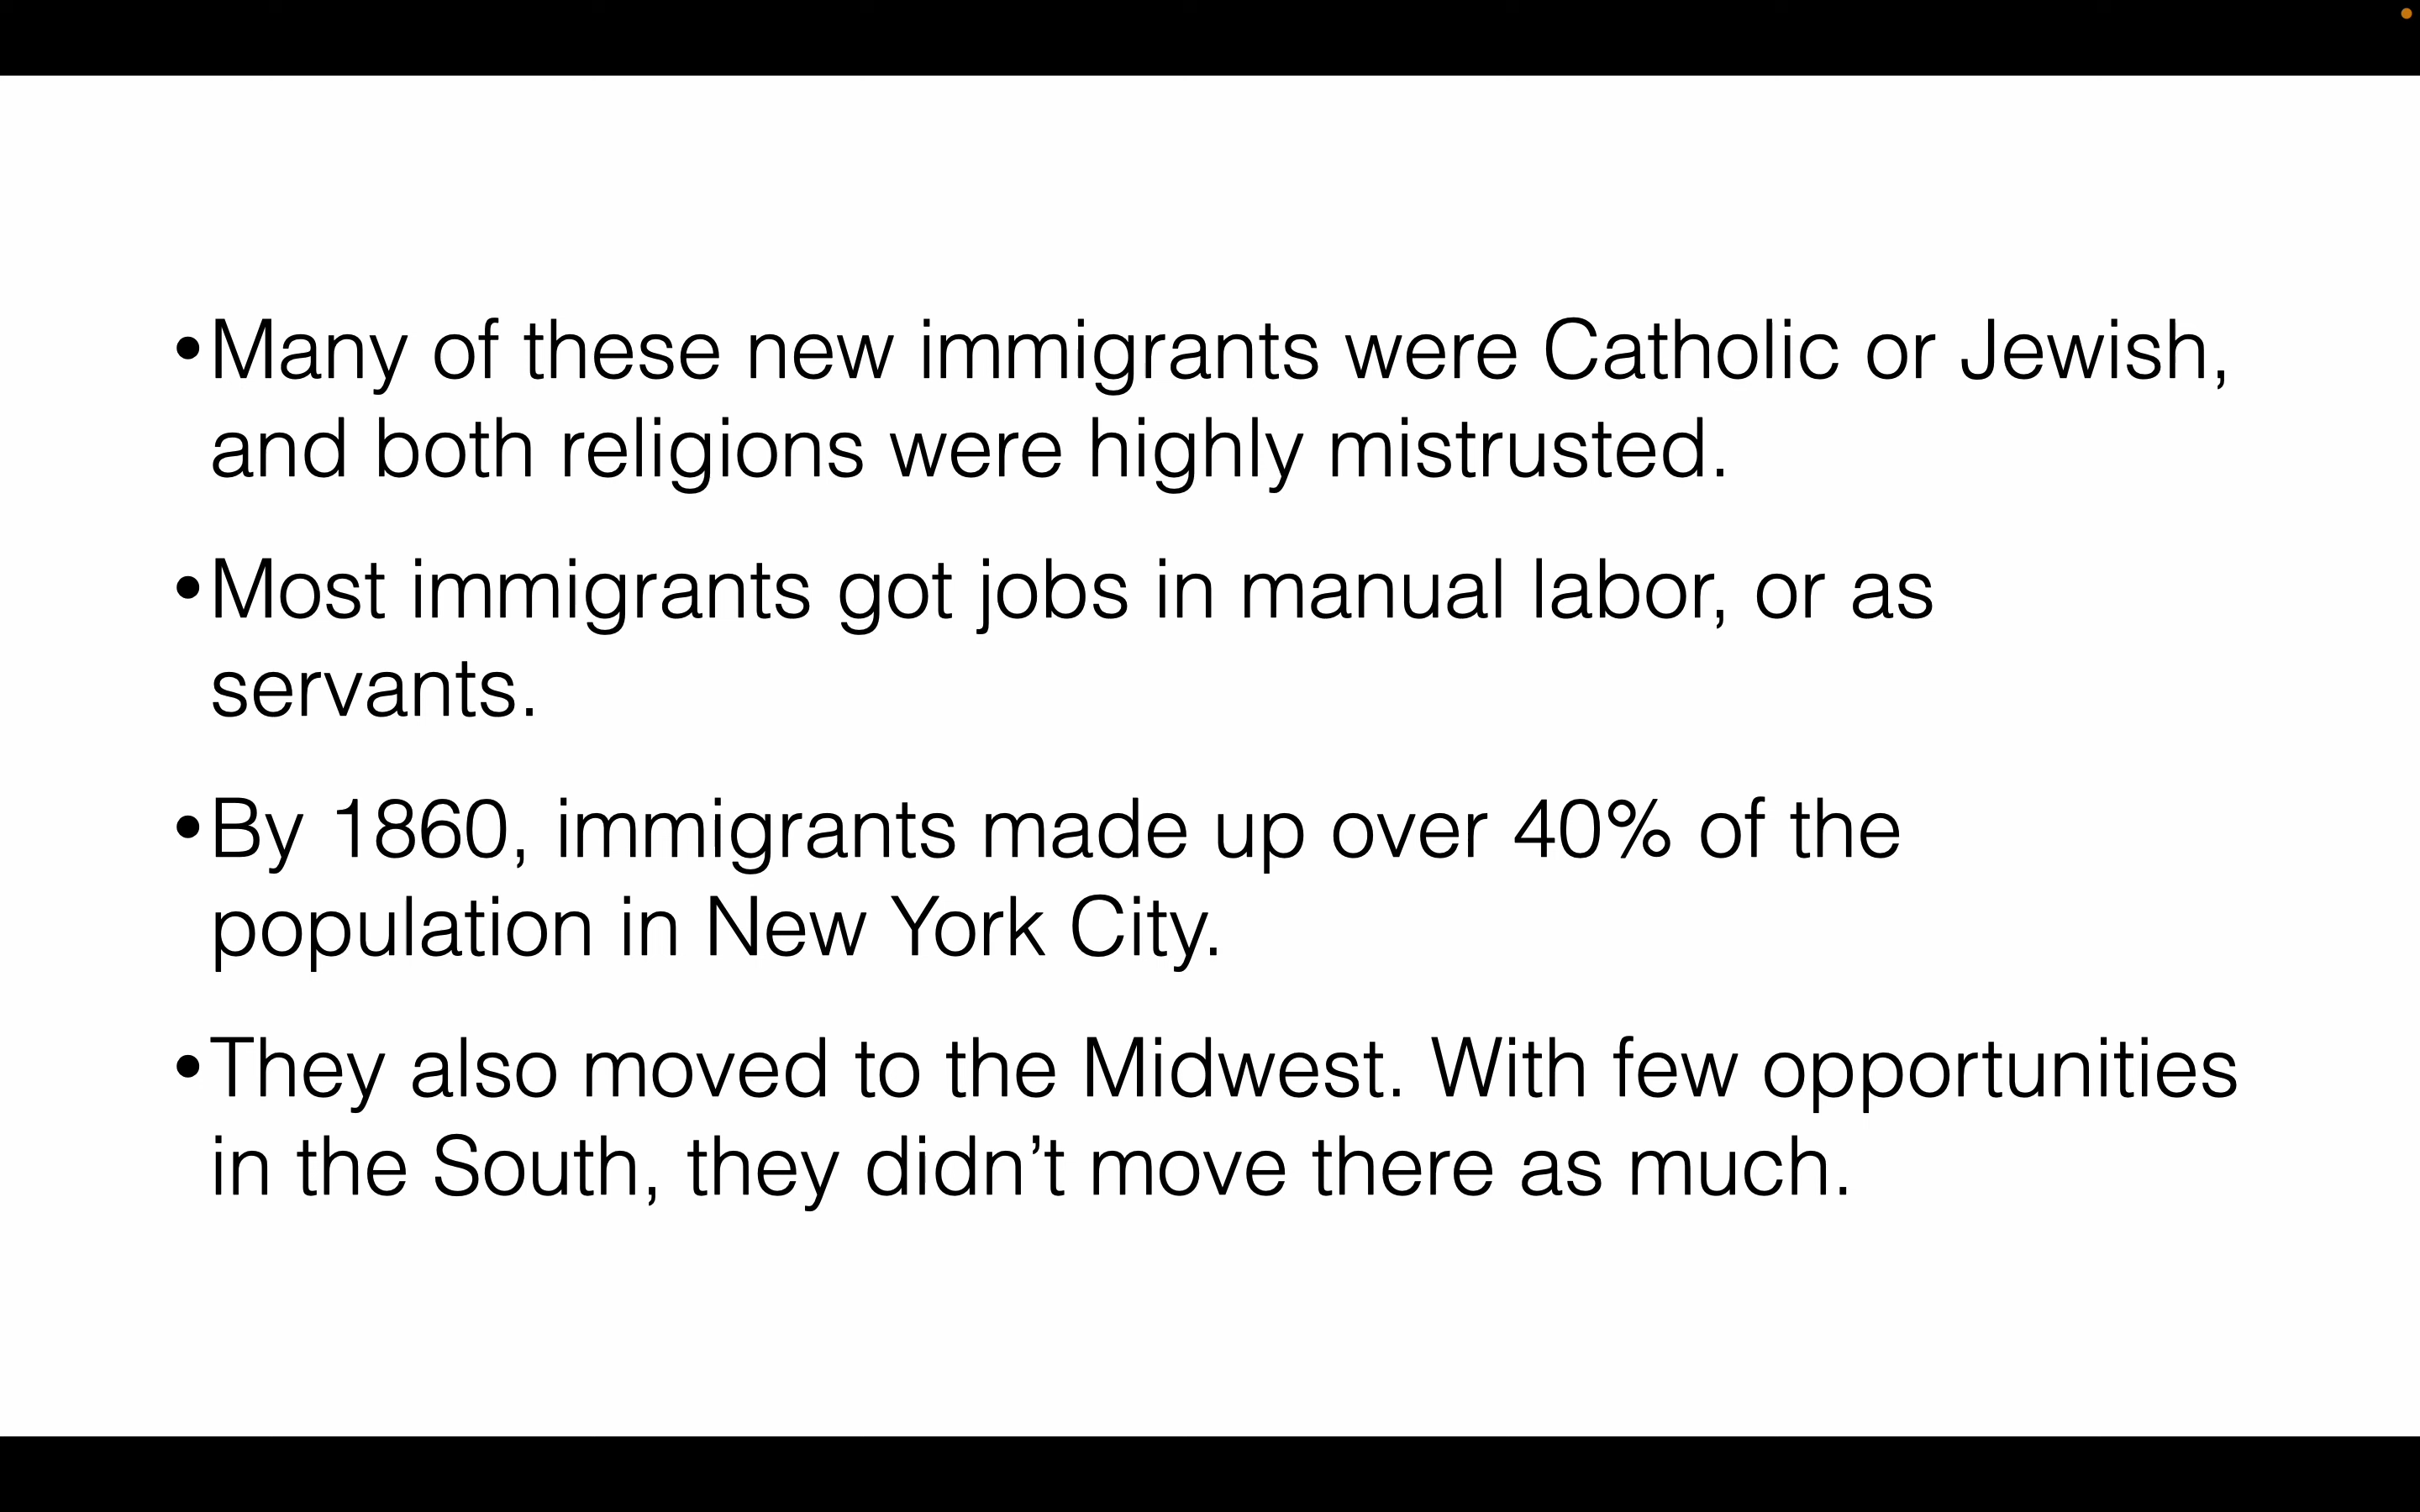 •Many of these new immigrants were Catholic or Jewish,
and both religions were highly mistrusted.
•Most immigrants got jobs in manual labor, or as
servants.
•By 1860, immigrants made up over 40% of the
population in New York City.
•They also moved to the Midwest. With few opportunities
in the South, they didn’t move there as much.